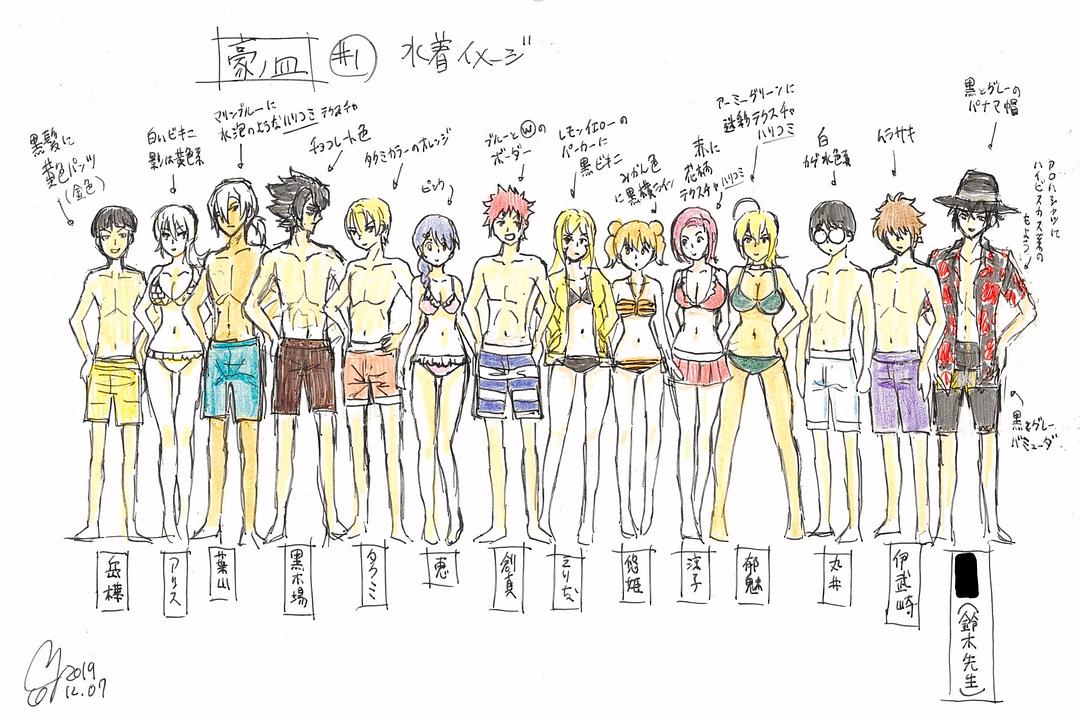 豪ノ皿 #1 水着イメージ
黒髪に
黄色パンツ
(金色)
白いビキニ
影は黄色系
マリンブルーに
水泡のようなハリコミテクスチャ
チョコレート色
タクミカラーのオレンジ
ピンク
ブルーとⓌの
ボーダー
レモンイエローの
パーカーに
黒ビキニ
みかん色
に黒横ライン
赤に
花柄
テクスチャハリコミ
アーミーグリーンに
迷彩テクスチャ
ハリコミ
白
カゲ水色系
ムラサキ
黒とグレーの
パナマ帽
アロハシャツに
ハイビスカス系の
もよう
黒とグレー
バミューダ
岳様
アリス
葉山
黒木場
タクミ
恵
創真
えりな
悠姫
涼子
郁魅
丸井
伊武崎
(鈴木先生)
2019
12.07